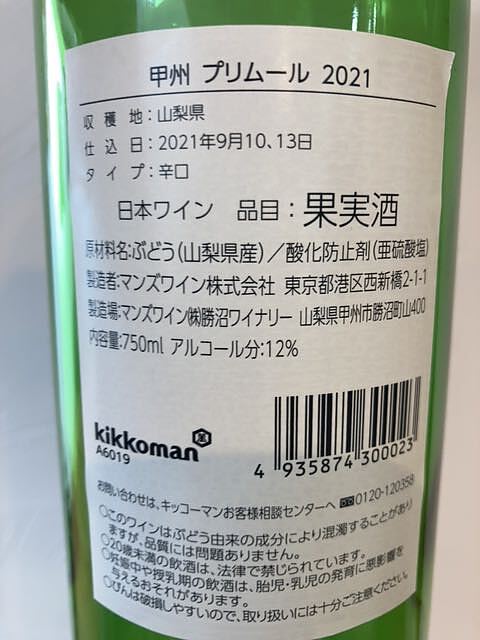 甲州 プリムール 2021
収穫地：山梨県
仕込日：2021年9月10、13日
タイプ：辛口
日本ワイン 品目：果実酒
原材料名：ぶどう（山梨県産）／酸化防止剤（亜硫酸塩）
製造者：マンズワイン株式会社 東京都港区西新橋2-1-1
製造場：マンズワイン㈱勝沼ワイナリー 山梨県甲州市勝沼町山400
内容量：750ml アルコール分：12%
kikkoman
A6019
4 935874 300023
お問い合わせは、キッコーマンお客様相談センターへ 0120-120358
○このワインはぶどう由来の成分により混濁することがあり
ますが、品質には問題ありません。
○20歳未満の飲酒は、法律で禁じられています。
○妊娠中や授乳期の飲酒は、胎児・乳児の発育に悪影響を
与えるおそれがあります。
○びんは破損しやすいので、取り扱いには十分ご注意ください。